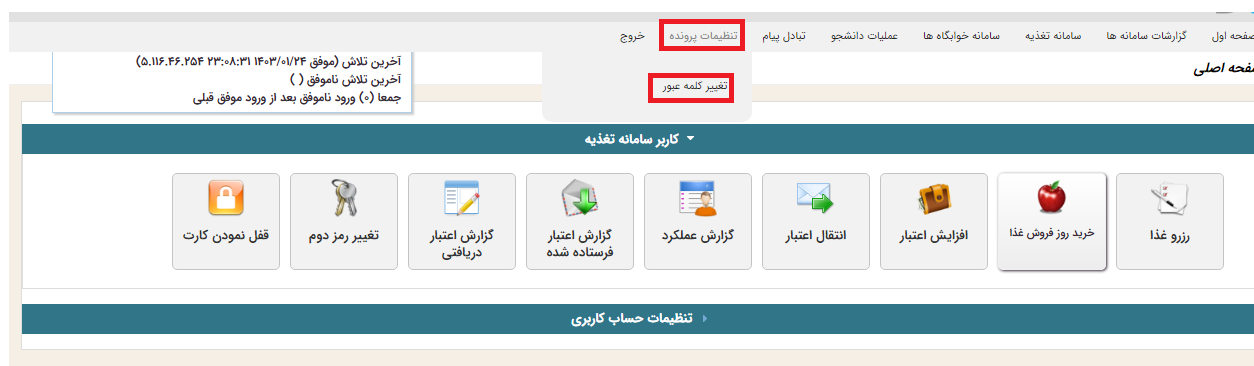 صفحه اول گزارشات سامانه ها سامانه تغذیه سامانه خوابگاه ها عملیات دانشجو تبادل پیام تنظیمات پرونده خروج
تغییر کلمه عبور
صفحه اصلی
آخرین تلاش (موفق ۱۴۰۳/۰۱/۲۴ ۲۳:۰۸:۳۱ ۵.۱۱۶.۴۶.۲۵۴)
آخرین تلاش ناموفق ( )
جمعا (۰) ورود ناموفق بعد از ورود موفق قبلی
کاربر سامانه تغذیه
رزرو غذا
خرید روز فروش غذا
افزایش اعتبار
انتقال اعتبار
گزارش عملکرد
گزارش اعتبار
فرستاده شده
گزارش اعتبار
دریافتی
تغییر رمز دوم
قفل نمودن کارت
تنظیمات حساب کاربری